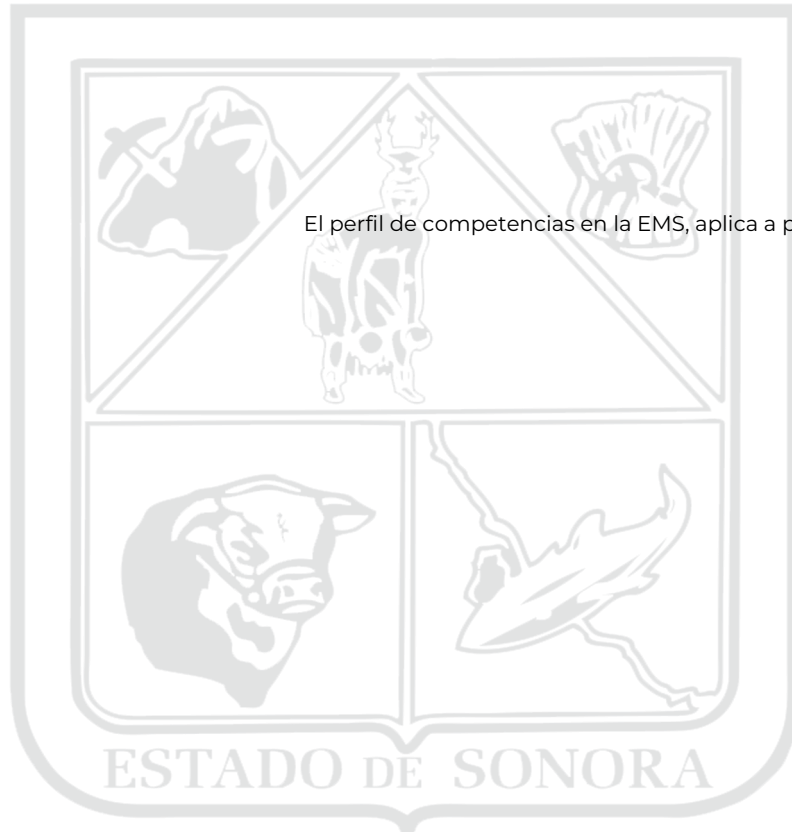 El perfil de competencias en la EMS, aplica a p
ESTADO DE SONORA